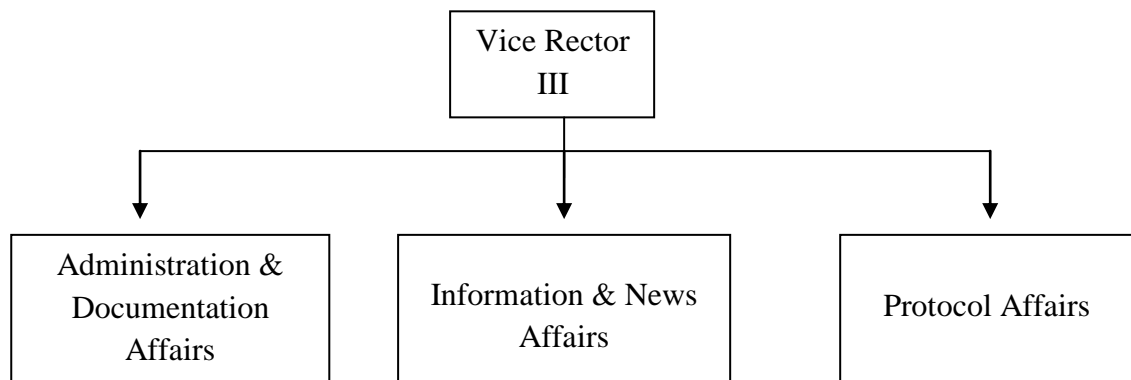 Vice Rector
III
Administration &
Documentation
Affairs
Information & News
Affairs
Protocol Affairs